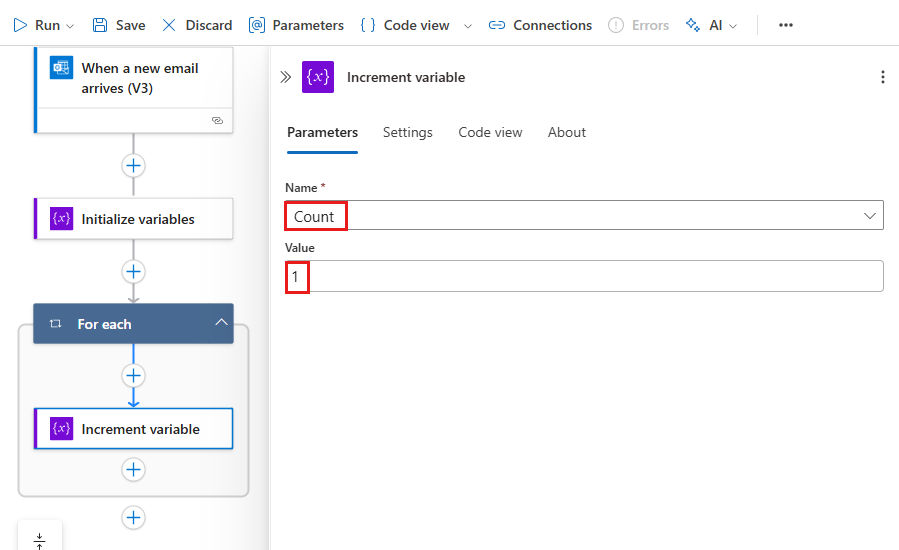 Run Save Discard Parameters { } Code view Connections Errors AI ...
When a new email
arrives (V3)
{x} Initialize variables
For each
{x} Increment variable
{x} Increment variable
Parameters Settings Code view About
Name *
Count
Value
1